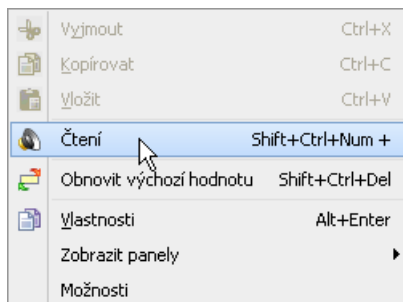 Vyjmout Ctrl+X
Kopírovat Ctrl+C
Vložit Ctrl+V
Čtení Shift+Ctrl+Num +
Obnovit výchozí hodnotu Shift+Ctrl+Del
Vlastnosti Alt+Enter
Zobrazit panely
Možnosti